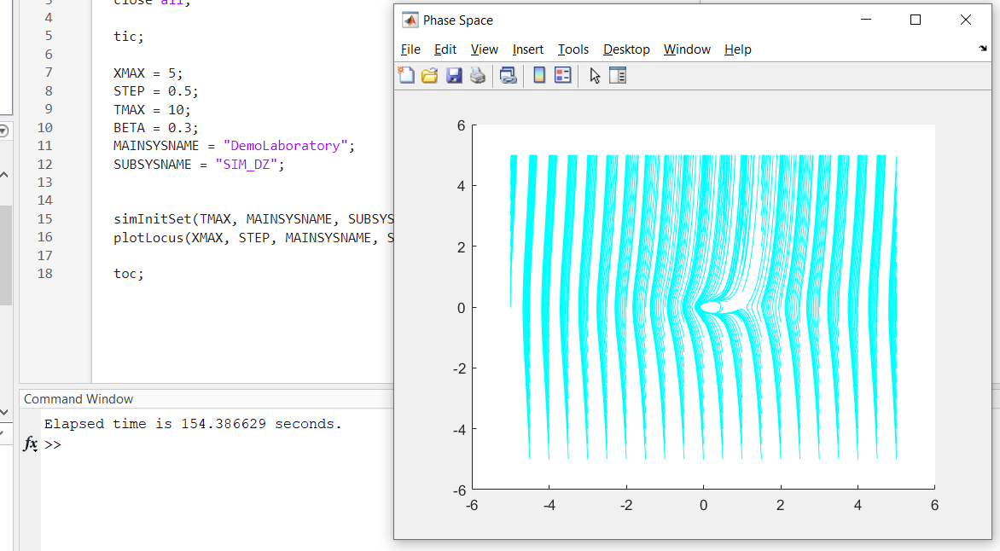 3 close all;
4
5 tic;
6
7 XMAX = 5;
8 STEP = 0.5;
9 TMAX = 10;
10 BETA = 0.3;
11 MAINSYSNAME = "DemoLaboratory";
12 SUBSYSNAME = "SIM_DZ";
13
14
15 simInitSet(TMAX, MAINSYSNAME, SUBSYS
16 plotLocus(XMAX, STEP, MAINSYSNAME, S
17
18 toc;
Command Window
Elapsed time is 154.386629 seconds.
fx >>
Phase Space
File Edit View Insert Tools Desktop Window Help
6
4
2
0
-2
-4
-6
-6 -4 -2 0 2 4 6